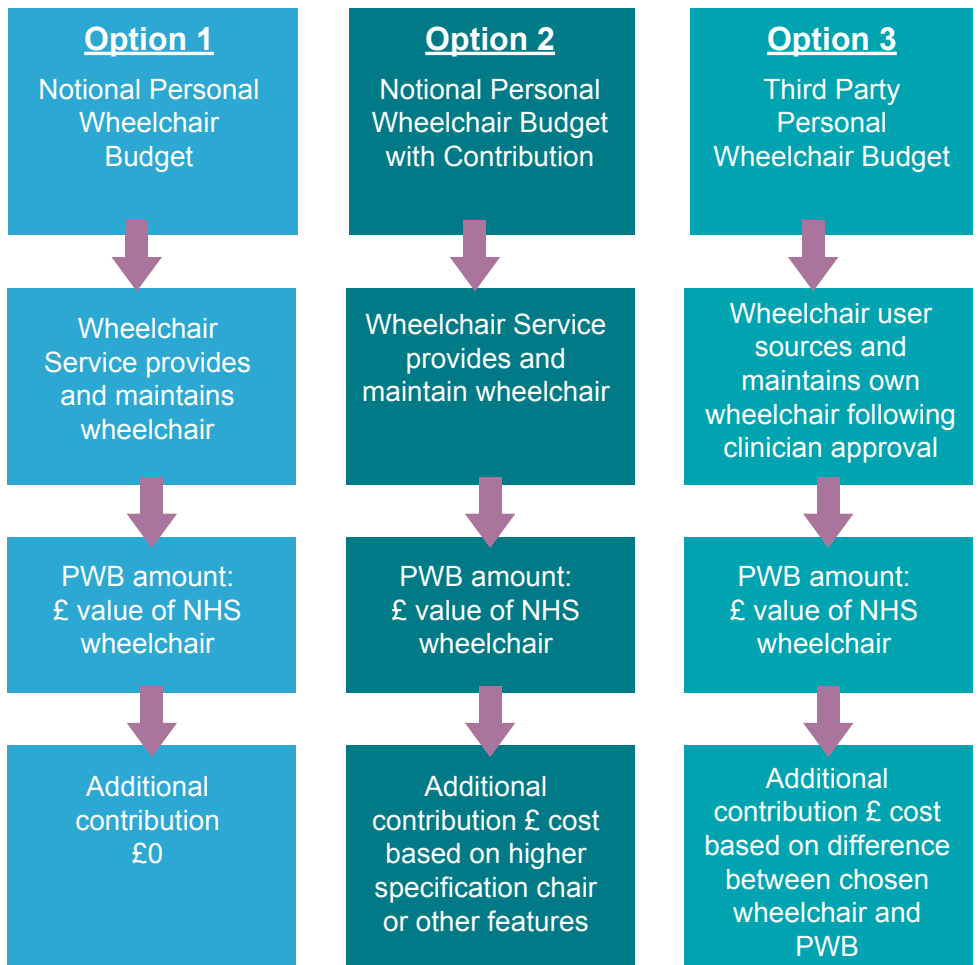 Option 1
Notional Personal
Wheelchair
Budget
Wheelchair
Service provides
and maintains
wheelchair
PWB amount:
£ value of NHS
wheelchair
Additional
contribution
£0
Option 2
Notional Personal
Wheelchair Budget
with Contribution
Wheelchair Service
provides and
maintain wheelchair
PWB amount:
£ value of NHS
wheelchair
Additional
contribution £ cost
based on higher
specification chair
or other features
Option 3
Third Party
Personal
Wheelchair Budget
Wheelchair user
sources and
maintains own
wheelchair following
clinician approval
PWB amount:
£ value of NHS
wheelchair
Additional
contribution £ cost
based on difference
between chosen
wheelchair and
PWB